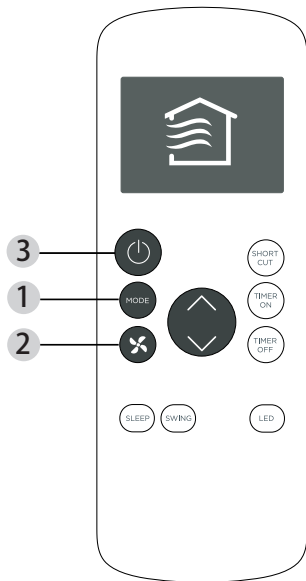 3
SHORT
CUT
1
MODE
TIMER
ON
2
TIMER
OFF
SLEEP
SWING
LED